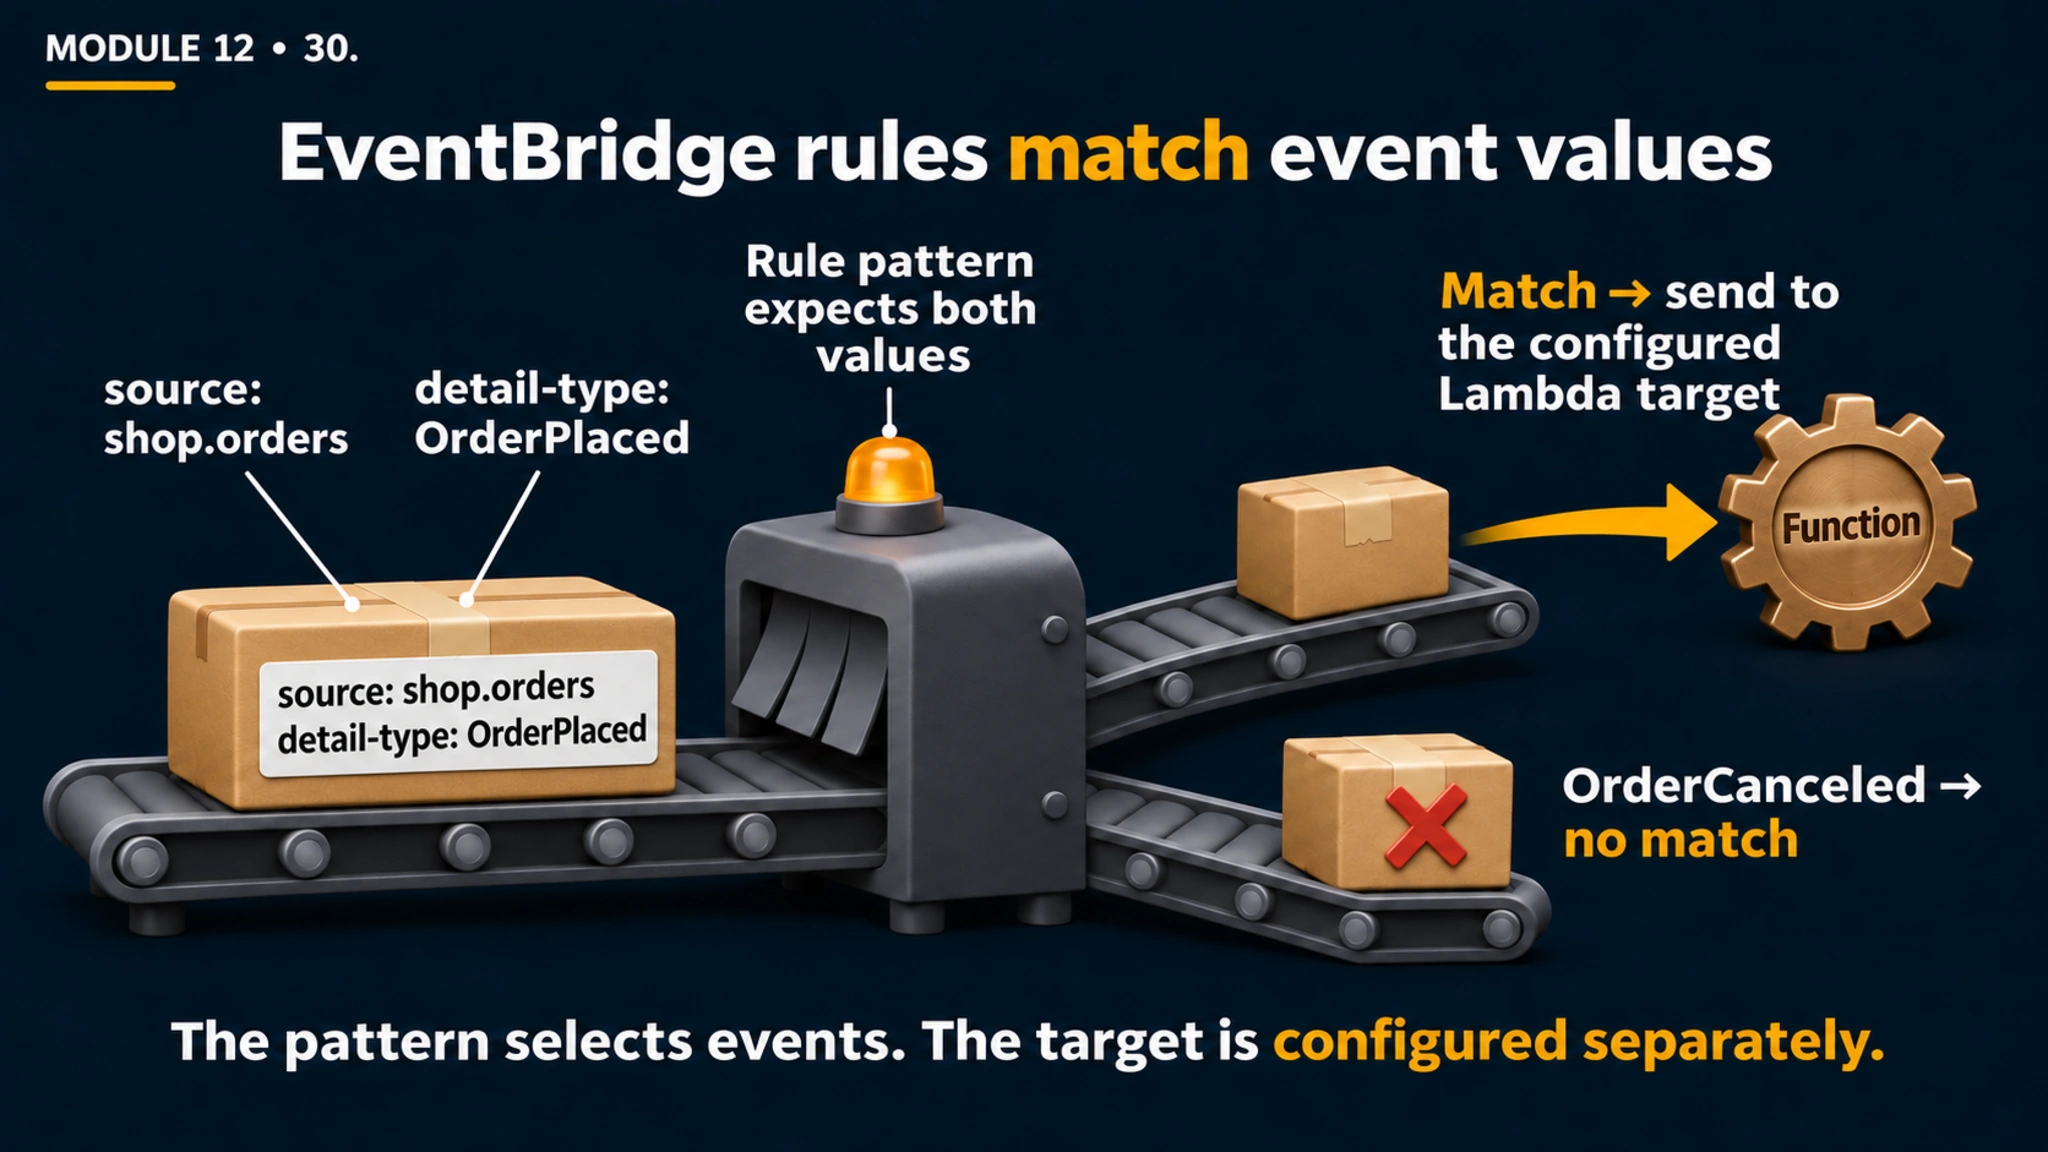 MODULE 12 • 30.
EventBridge rules match event values
Rule pattern
expects both
values
Match → send to
the configured
Lambda target
source:
shop.orders
detail-type:
OrderPlaced
Function
source: shop.orders
detail-type: OrderPlaced
OrderCanceled →
no match
The pattern selects events. The target is configured separately.